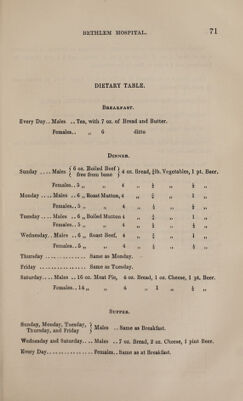 BETHLEM HOSPITAL. 71
DIETARY TABLE.
BREAKFAST.
Every Day.. Males .. Tea, with 7 oz. of Bread and Butter.
Females.. „ 6 ditto
DINNER.
Sunday .... Males { 6 oz. Boiled Beef free from bone } 4 oz. Bread, ½lb. Vegetables, 1 pt. Beer.
Females.. 5 „ „ 4 „ ½ „ ½ „
Monday .... Males .. 6 „ Roast Mutton, 4 „ „ 1 „
Females.. 5 „ „ 4 „ ½ „ ½ „
Tuesday .... Males .. 6 „ Boiled Mutton 4 „ „ 1 „
Females.. 5 „ „ 4 „ ½ „ ½ „
Wednesday.. Males .. 6 „ Roast Beef, 4 „ „ 1 „
Females.. 5 „ „ 4 „ ½ „ ½ „
Thursday .............. Same as Monday.
Friday .............. Same as Tuesday.
Saturday.... Males .. 16 oz. Meat Pie, 4 oz. Bread, 1 oz. Cheese, 1 pt. Beer.
Females.. 14 „ „ 4 „ 1 „ ½ „
SUPPER.
Sunday, Monday, Tuesday, Thursday, and Friday } Males .. Same as Breakfast.
Wednesday and Saturday.... Males .. 7 oz. Bread, 2 oz. Cheese, 1 pint Beer.
Every Day.................. Females.. Same as at Breakfast.